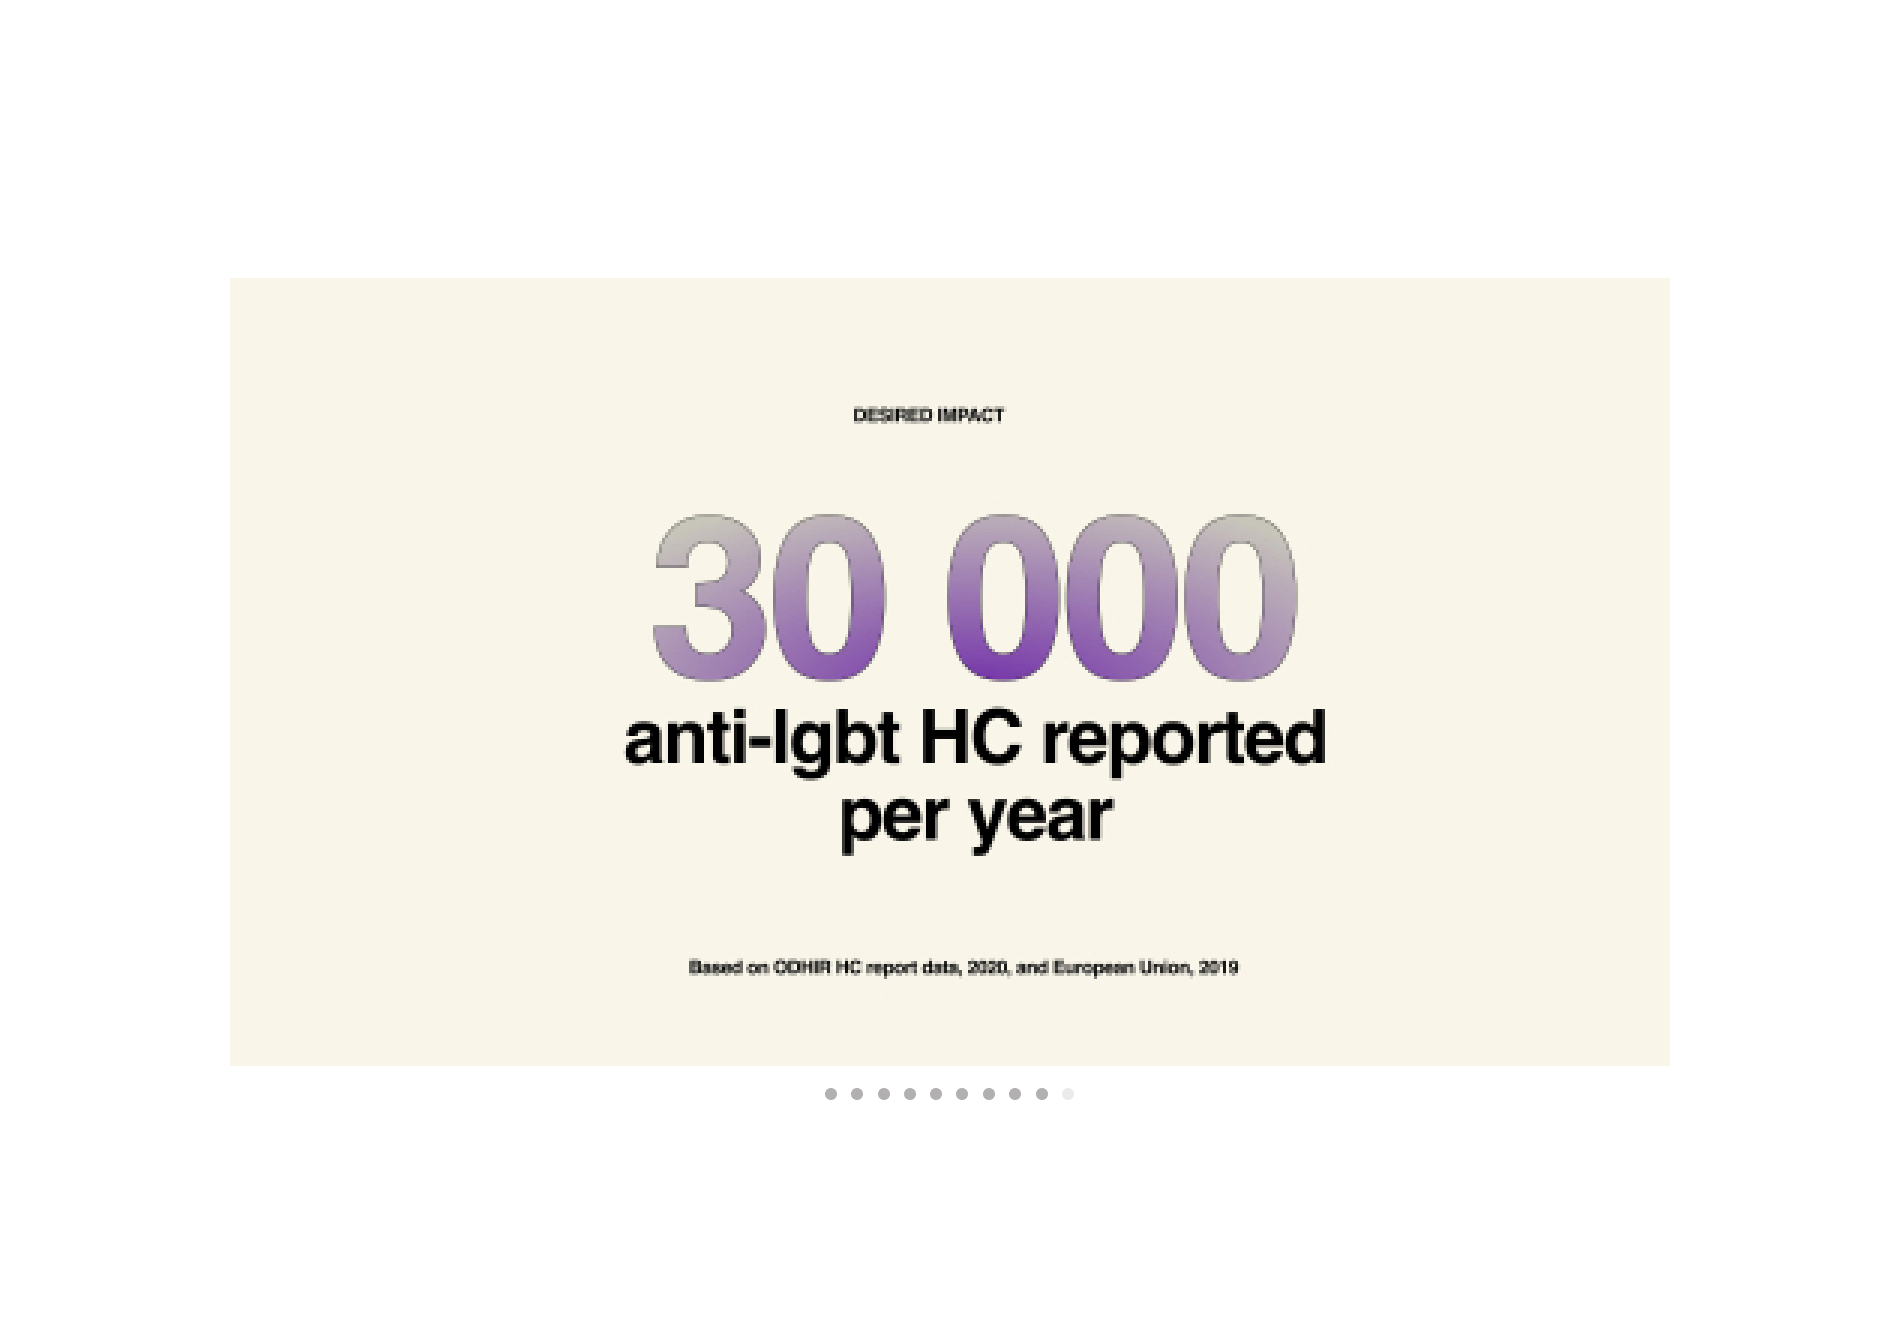 DESIRED IMPACT
30 000
anti-lgbt HC reported
per year
Based on ODHIR HC report data, 2020, and European Union, 2019